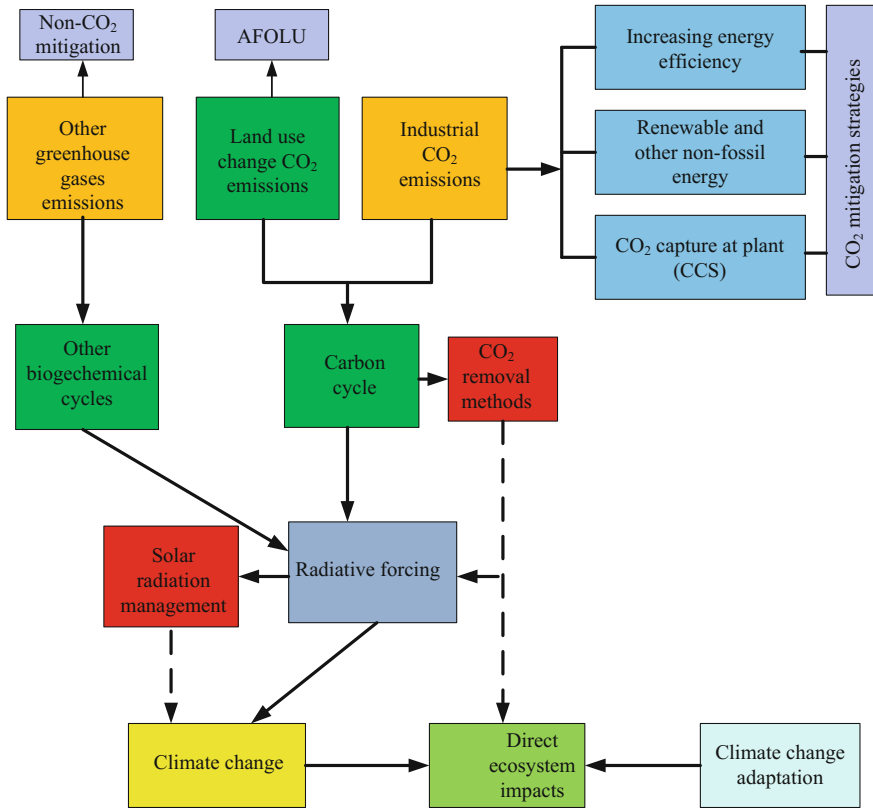 Non-CO₂
mitigation
AFOLU
Increasing energy
efficiency
Other
greenhouse
gases
emissions
Land use
change CO₂
emissions
Industrial
CO₂
emissions
Renewable and
other non-fossil
energy
CO₂ capture at plant
(CCS)
CO₂ mitigation strategies
Other
biogechemical
cycles
Carbon
cycle
CO₂
removal
methods
Solar
radiation
management
Radiative forcing
Climate change
Direct
ecosystem
impacts
Climate change
adaptation